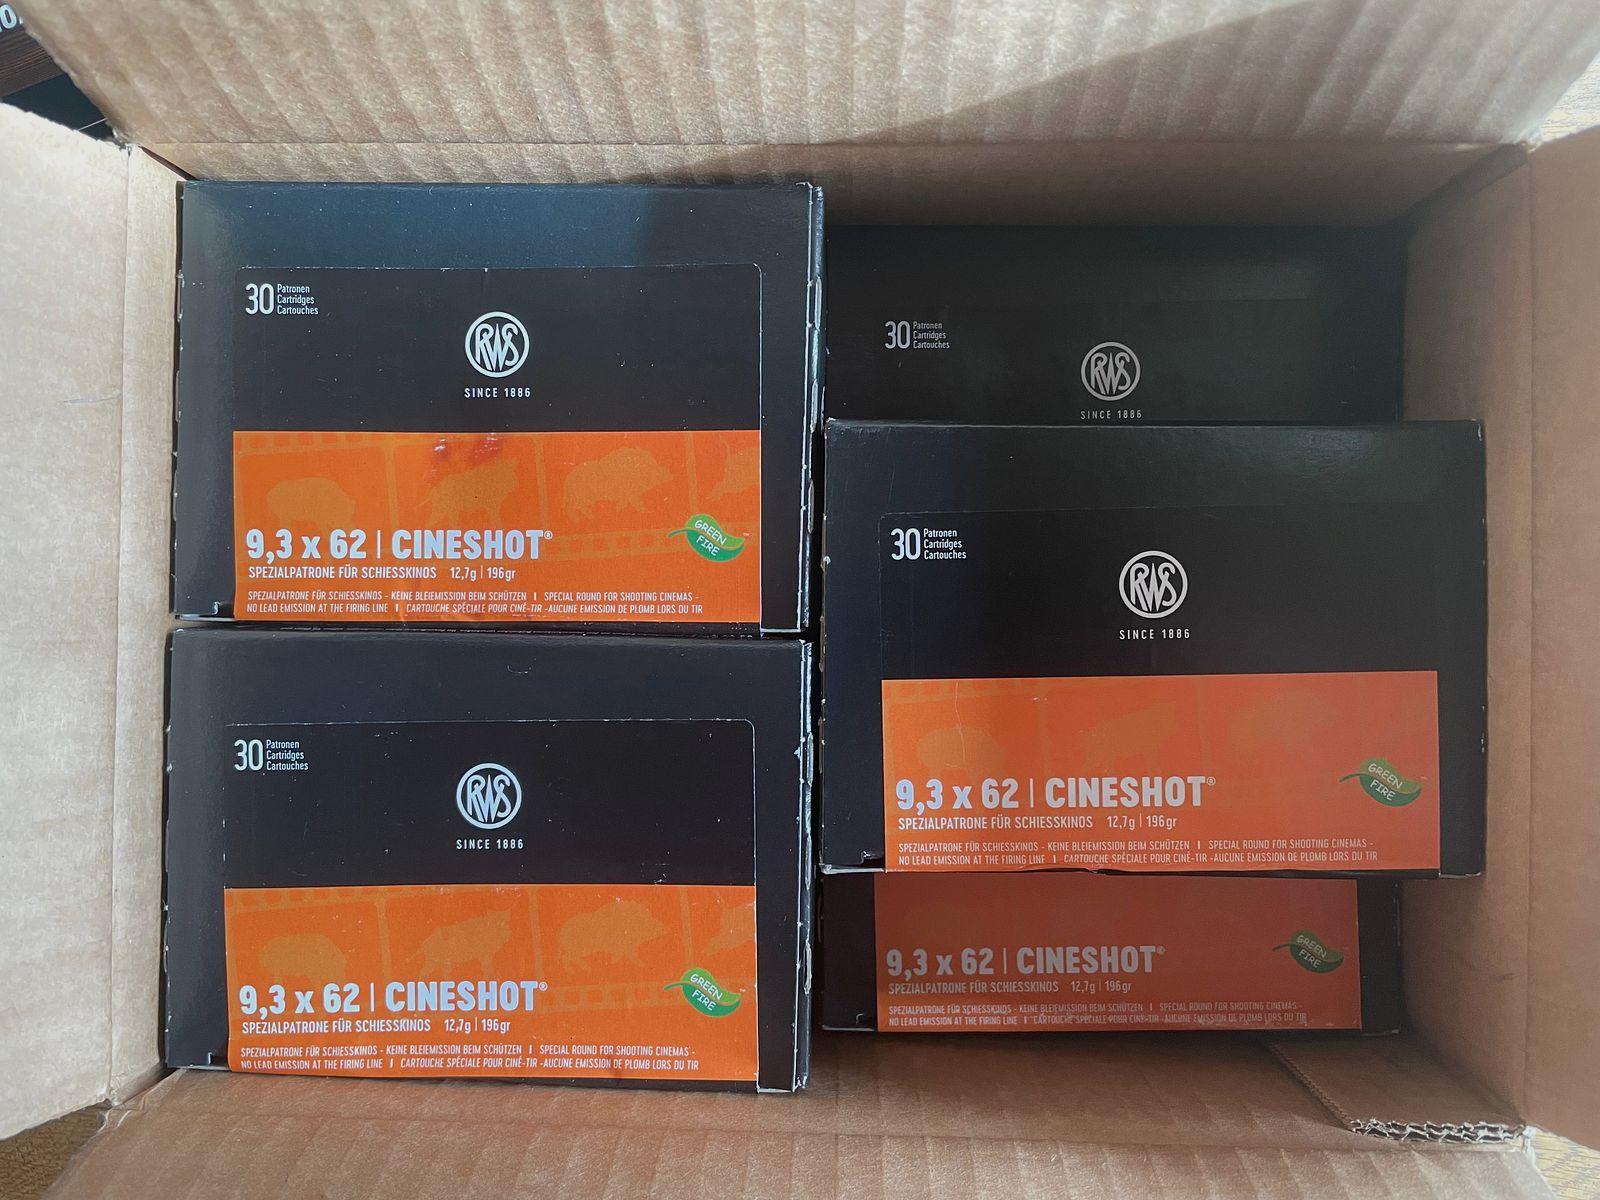 30 Patronen
Cartridges
Cartouches
RWS
SINCE 1886
9,3 x 62 | CINESHOT®
SPEZIALPATRONE FÜR SCHIESSKINOS 12,7g | 196gr
SPEZIALPATRONE FÜR SCHIESSKINOS - KEINE BLEIEMISSION BEIM SCHÜTZEN I SPECIAL ROUND FOR SHOOTING CINEMAS -
NO LEAD EMISSION AT THE FIRING LINE I CARTOUCHE SPÉCIALE POUR CINÉ-TIR -AUCUNE EMISSION DE PLOMB LORS DU TIR
GREEN
FIRE
30 Patronen
Cartridges
Cartouches
RWS
SINCE 1886
30 Patronen
Cartridges
Cartouches
RWS
SINCE 1886
9,3 x 62 | CINESHOT®
SPEZIALPATRONE FÜR SCHIESSKINOS 12,7g | 196gr
SPEZIALPATRONE FÜR SCHIESSKINOS - KEINE BLEIEMISSION BEIM SCHÜTZEN I SPECIAL ROUND FOR SHOOTING CINEMAS -
NO LEAD EMISSION AT THE FIRING LINE I CARTOUCHE SPÉCIALE POUR CINÉ-TIR -AUCUNE EMISSION DE PLOMB LORS DU TIR
GREEN
FIRE
30 Patronen
Cartridges
Cartouches
RWS
SINCE 1886
9,3 x 62 | CINESHOT®
SPEZIALPATRONE FÜR SCHIESSKINOS 12,7g | 196gr
SPEZIALPATRONE FÜR SCHIESSKINOS - KEINE BLEIEMISSION BEIM SCHÜTZEN I SPECIAL ROUND FOR SHOOTING CINEMAS -
NO LEAD EMISSION AT THE FIRING LINE I CARTOUCHE SPÉCIALE POUR CINÉ-TIR -AUCUNE EMISSION DE PLOMB LORS DU TIR
GREEN
FIRE
9,3 x 62 | CINESHOT®
SPEZIALPATRONE FÜR SCHIESSKINOS 12,7g | 196gr
SPEZIALPATRONE FÜR SCHIESSKINOS - KEINE BLEIEMISSION BEIM SCHÜTZEN I SPECIAL ROUND FOR SHOOTING CINEMAS -
NO LEAD EMISSION AT THE FIRING LINE I CARTOUCHE SPÉCIALE POUR CINÉ-TIR -AUCUNE EMISSION DE PLOMB LORS DU TIR
GREEN
FIRE